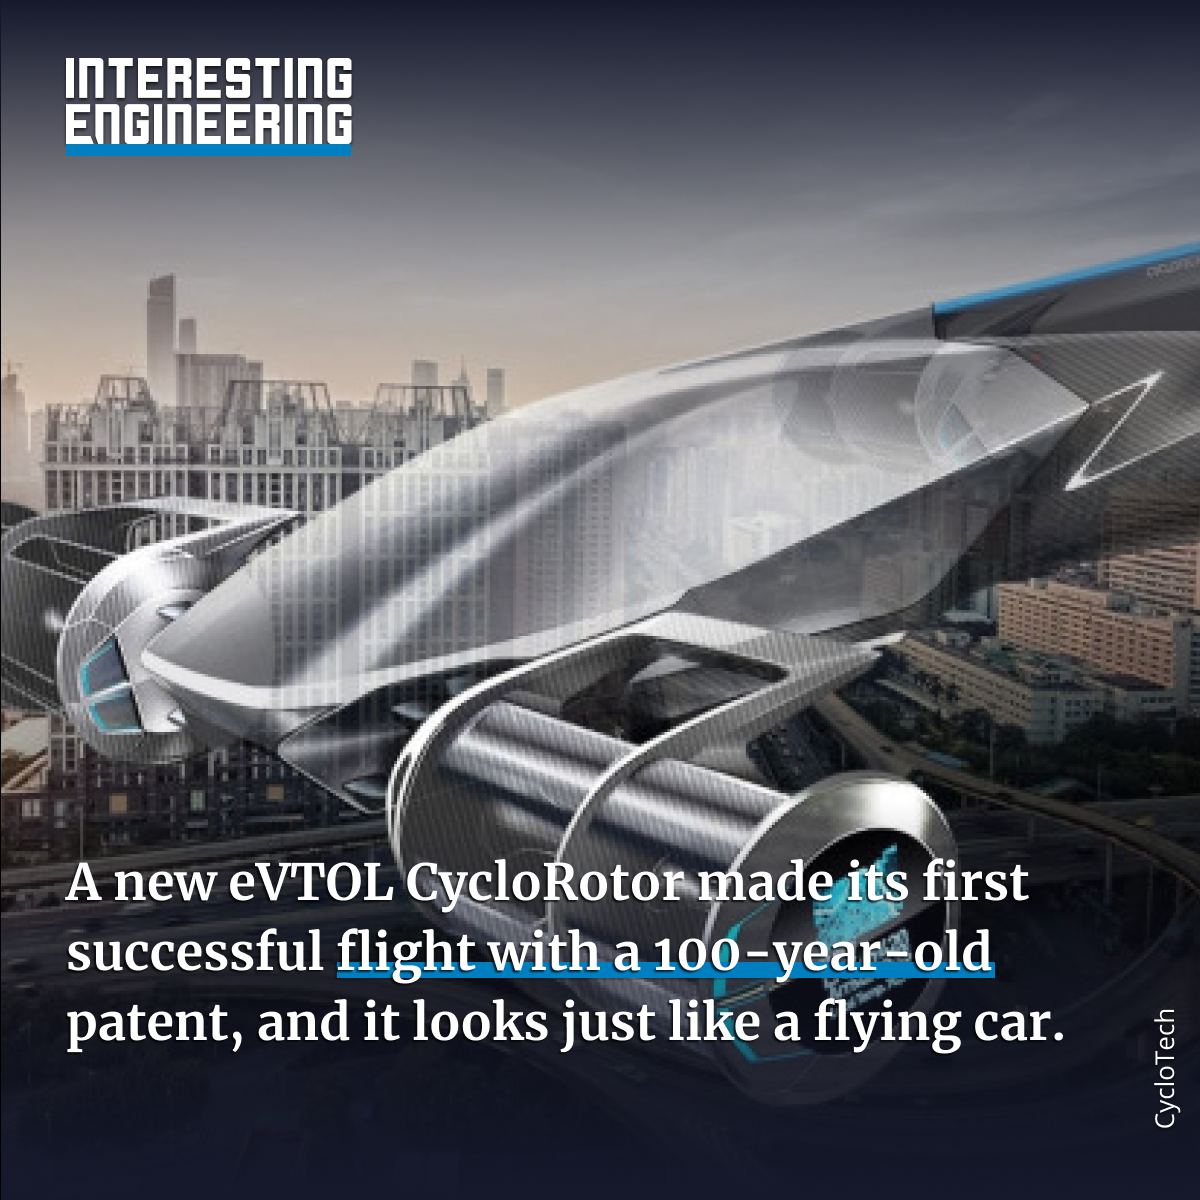 INTERESTING
ENGINEERING
A new eVTOL CycloRotor made its first
successful flight with a 100-year-old
patent, and it looks just like a flying car.
CycloTech